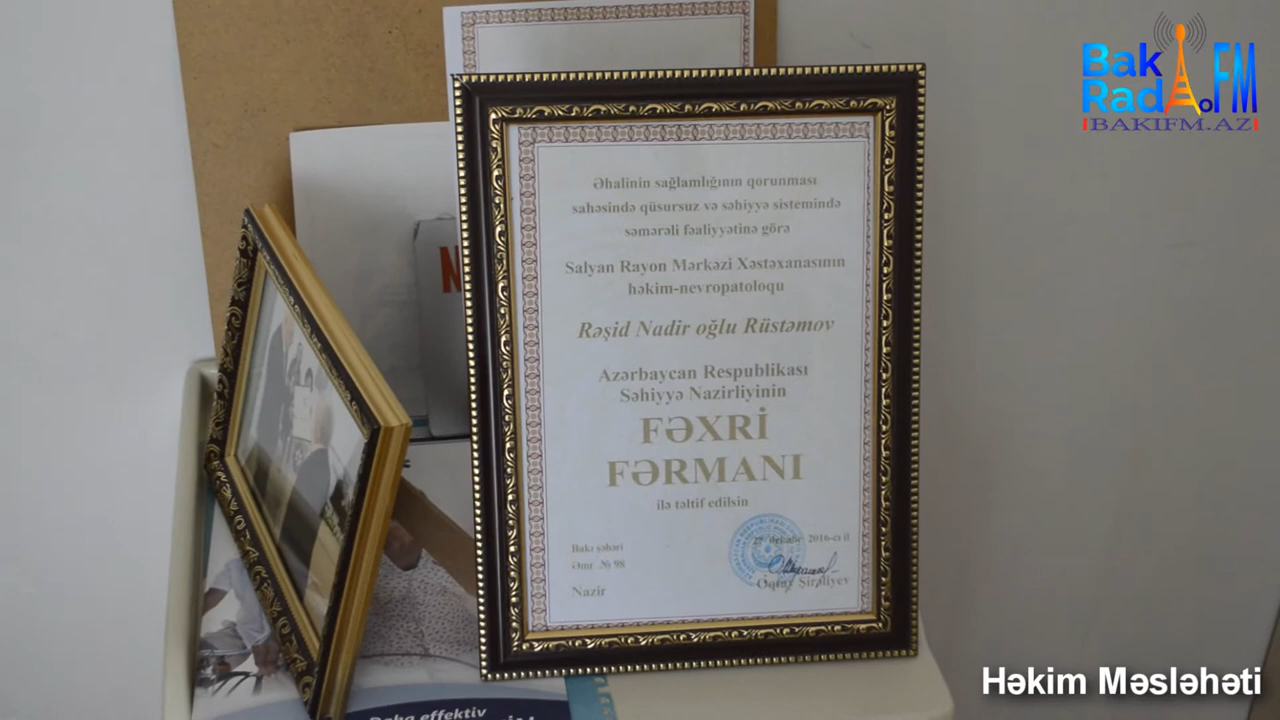 Bak
Radio FM
BAKIFM.AZ
Əhalinin sağlamlığının qorunması
sahəsində qüsursuz və səhiyyə sistemində
səmərəli fəaliyyətinə görə
Salyan Rayon Mərkəzi Xəstəxanasının
həkim-nevropatoloqu
Rəşid Nadir oğlu Rüstəmov
Azərbaycan Respublikası
Səhiyyə Nazirliyinin
FƏXRİ
FƏRMANI
ilə təltif edilsin
Bakı şəhəri
dekabr 2016-cı il
Əmr № 98
Nazir
Oqtay Şirəliyev
Daha effektiv
Həkim Məsləhəti